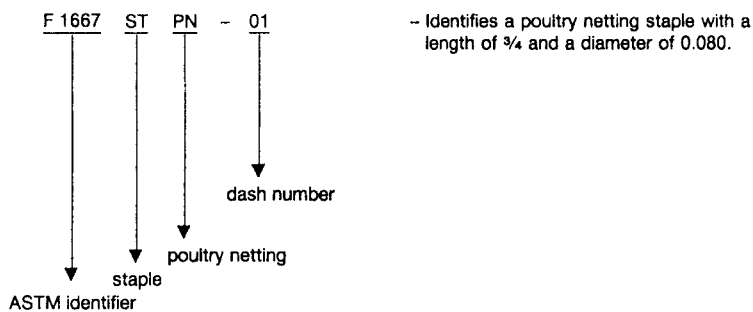 F 1667 ST PN - 01
– Identifies a poultry netting staple with a
length of ¾ and a diameter of 0.080.
dash number
poultry netting
staple
ASTM identifier